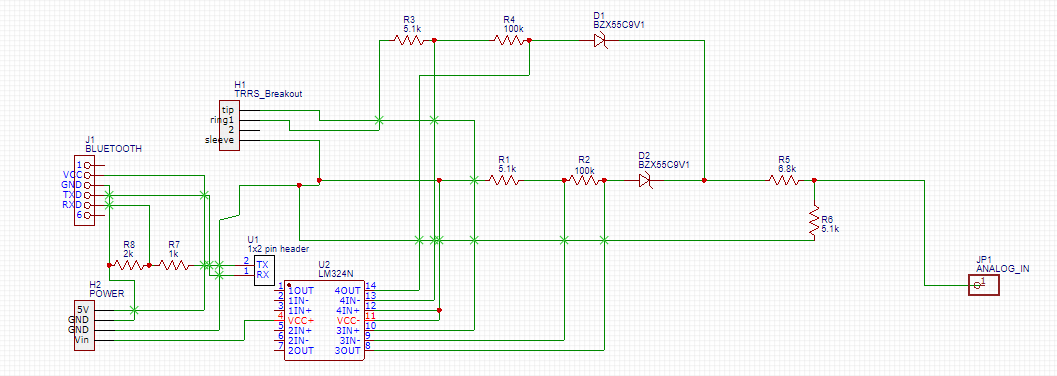 R3
5.1k
R4
100k
D1
BZX55C9V1
H1
TRRS_Breakout
tip
ring1
2
sleeve
J1
BLUETOOTH
1
VCC
GND
TXD
RXD
6
R1
5.1k
R2
100k
D2
BZX55C9V1
R5
6.8k
R6
5.1k
R8
2k
R7
1k
U1
1x2 pin header
2 TX
1 RX
JP1
ANALOG_IN
1
H2
POWER
5V
GND
GND
Vin
U2
LM324N
1 1OUT 4OUT 14
2 1IN- 4IN- 13
3 1IN+ 4IN+ 12
4 VCC+ VCC- 11
5 2IN+ 3IN+ 10
6 2IN- 3IN- 9
7 2OUT 3OUT 8